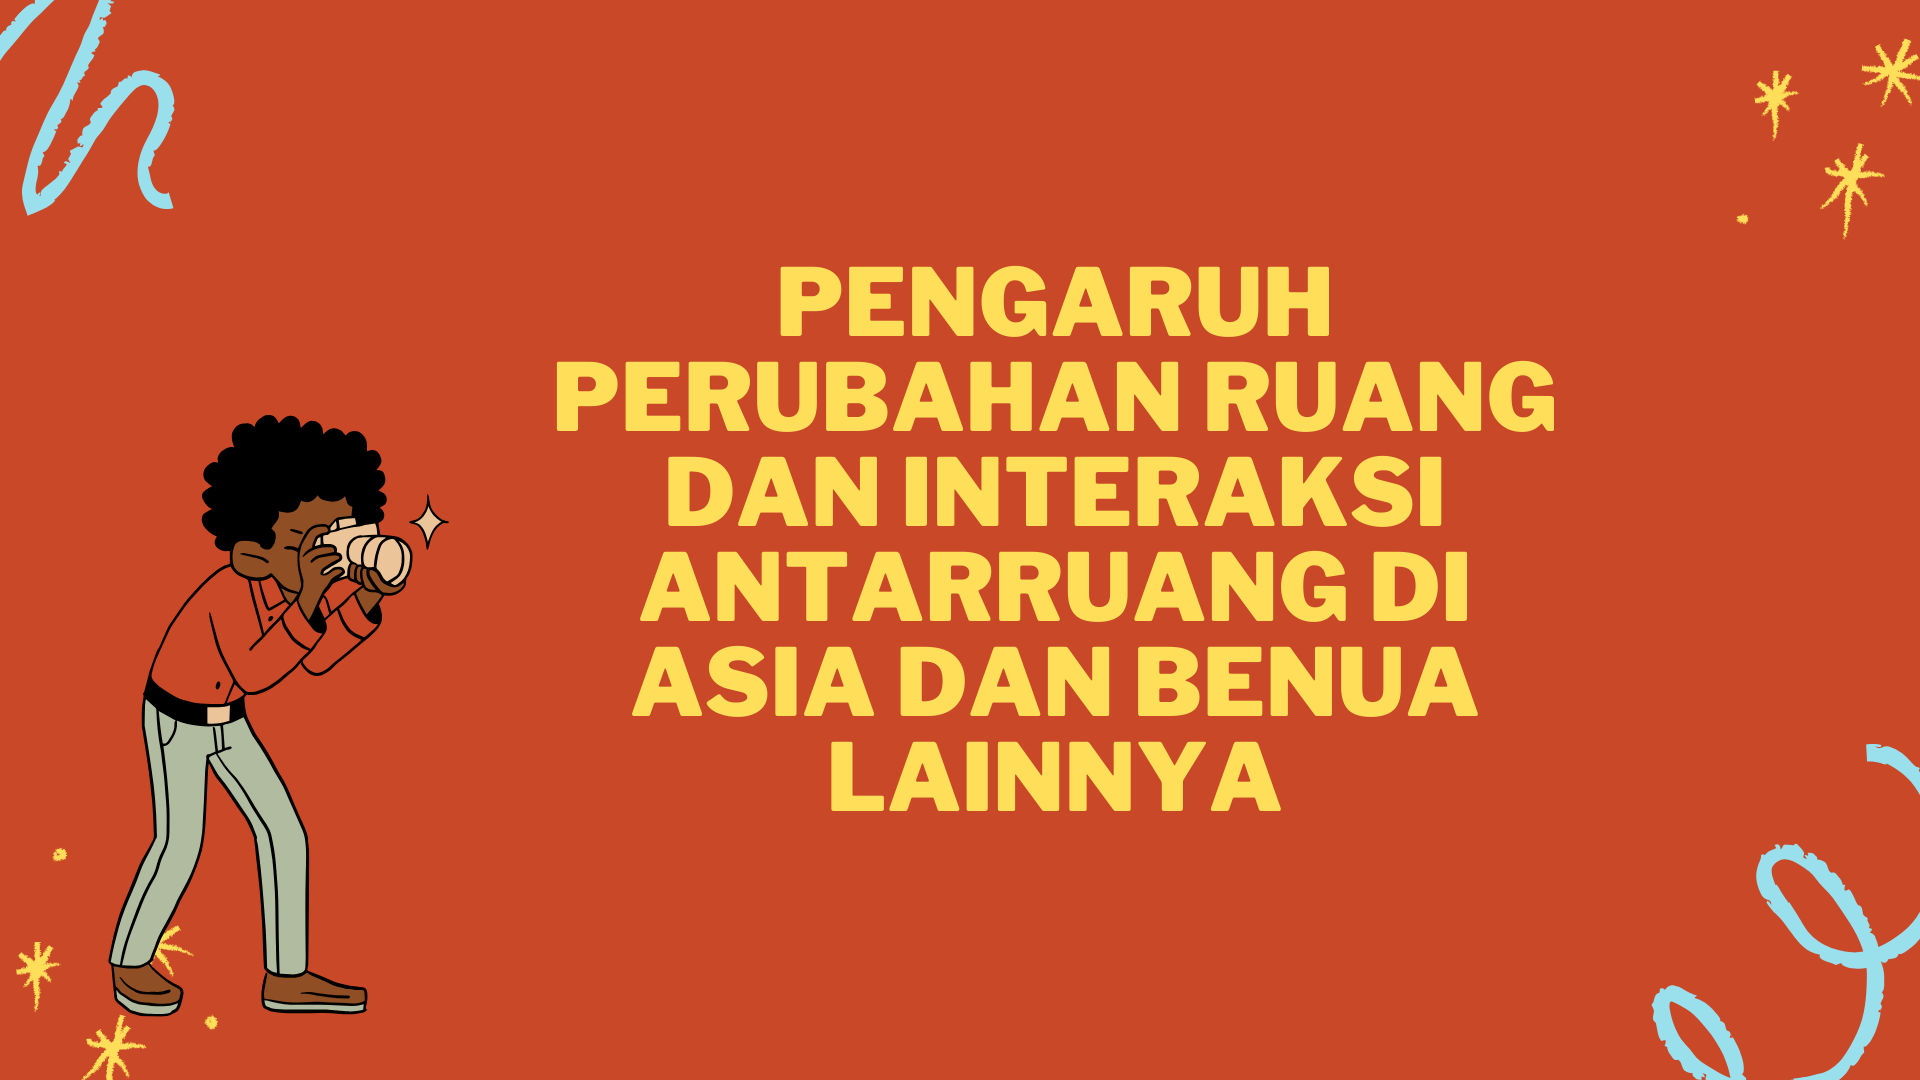 PENGARUH
PERUBAHAN RUANG
DAN INTERAKSI
ANTARRUANG DI
ASIA DAN BENUA
LAINNYA